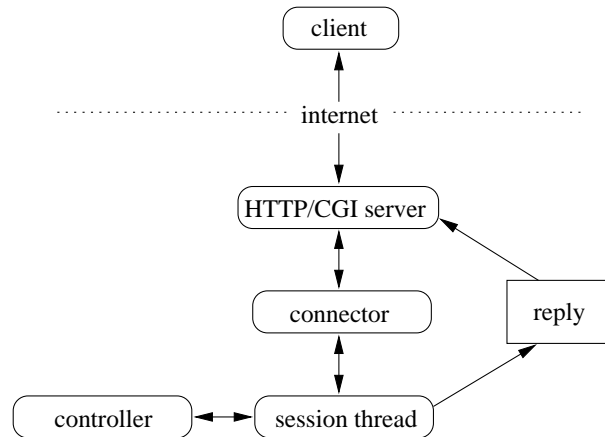 client
internet
HTTP/CGI server
connector
reply
controller
session thread